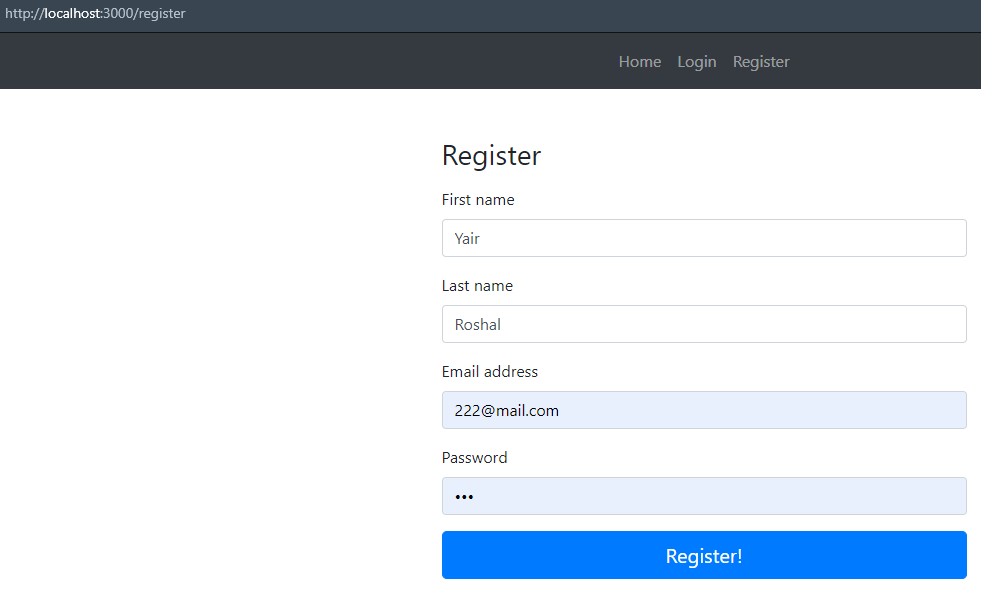 http://localhost:3000/register
Home Login Register
Register
First name
Yair
Last name
Roshal
Email address
222@mail.com
Password
•••
Register!